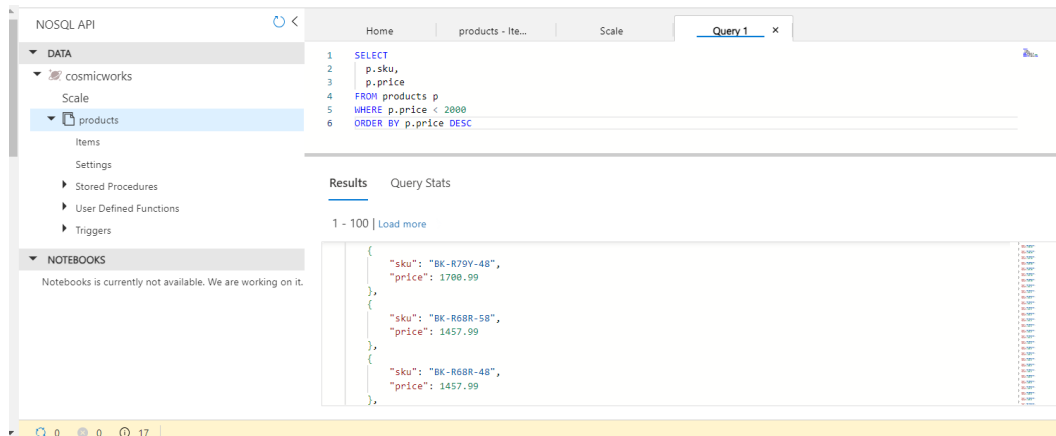 NOSQL API
DATA
cosmicworks
Scale
products
Items
Settings
Stored Procedures
User Defined Functions
Triggers
NOTEBOOKS
Notebooks is currently not available. We are working on it.
Home
products - Ite...
Scale
Query 1
1 SELECT
2 p.sku,
3 p.price
4 FROM products p
5 WHERE p.price < 2000
6 ORDER BY p.price DESC
Results
Query Stats
1 - 100 | Load more
{
"sku": "BK-R79Y-48",
"price": 1700.99
},
{
"sku": "BK-R68R-58",
"price": 1457.99
},
{
"sku": "BK-R68R-48",
"price": 1457.99
},
0 0 17